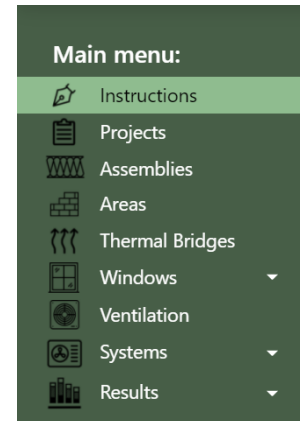 Main menu:
Instructions
Projects
Assemblies
Areas
Thermal Bridges
Windows
Ventilation
Systems
Results